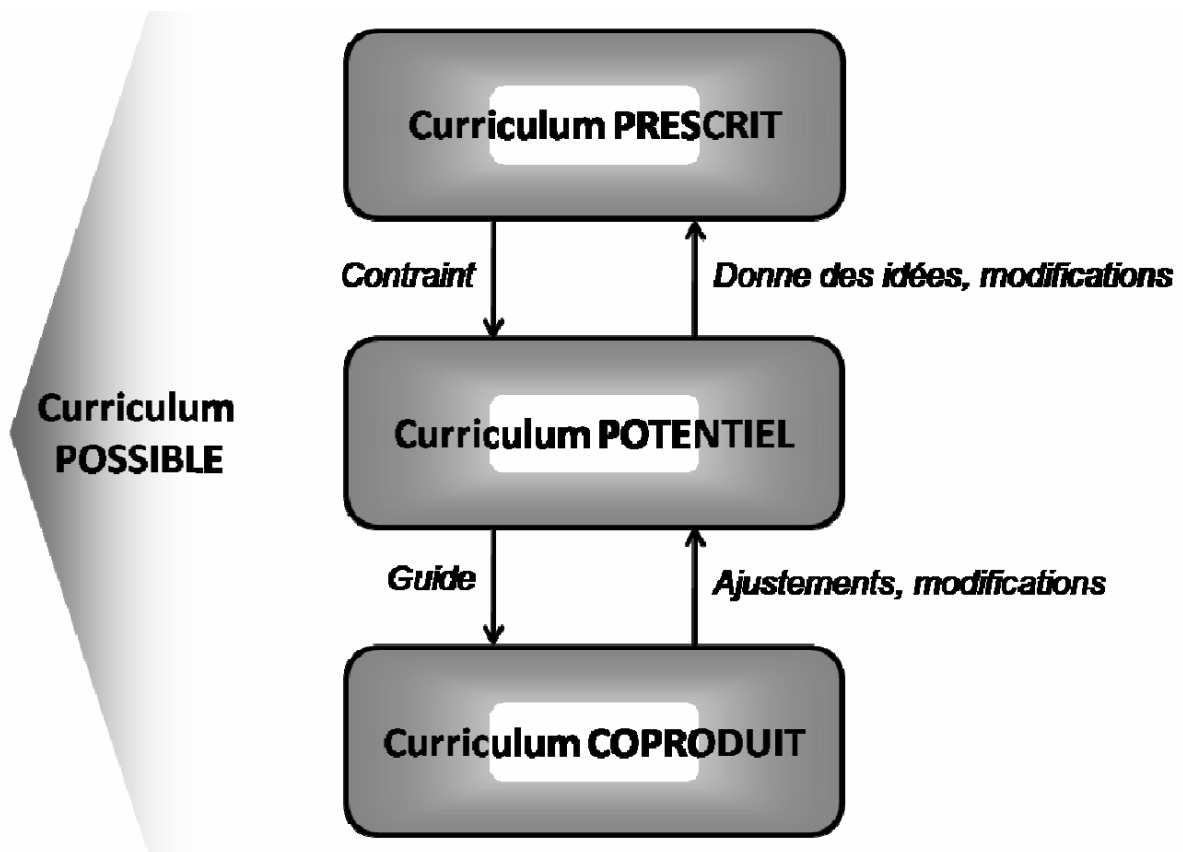 Curriculum PRESCRIT
Contraint
Donne des idées, modifications
Curriculum
POSSIBLE
Curriculum POTENTIEL
Guide
Ajustements, modifications
Curriculum COPRODUIT